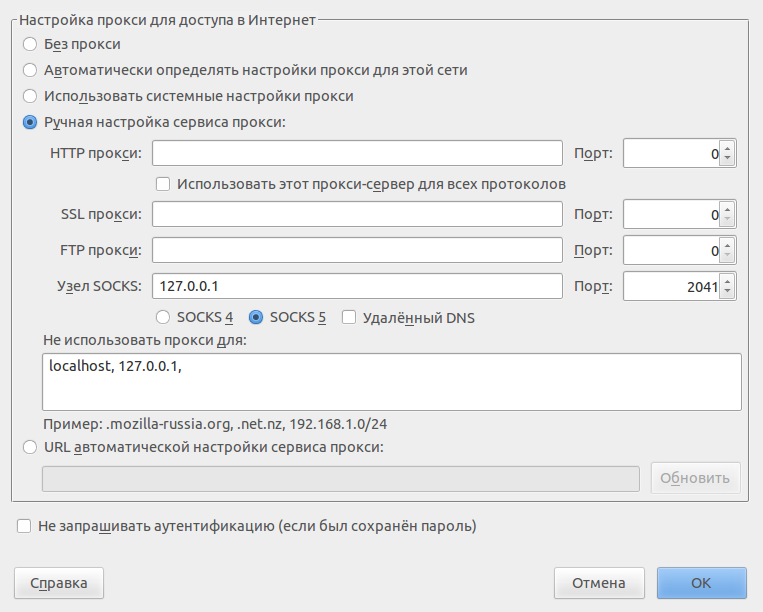 Настройка прокси для доступа в Интернет
Без прокси
Автоматически определять настройки прокси для этой сети
Использовать системные настройки прокси
Ручная настройка сервиса прокси:
HTTP прокси: Порт: 0
Использовать этот прокси-сервер для всех протоколов
SSL прокси: Порт: 0
FTP прокси: Порт: 0
Узел SOCKS: 127.0.0.1 Порт: 2041
SOCKS 4 SOCKS 5 Удалённый DNS
Не использовать прокси для:
localhost, 127.0.0.1,
Пример: .mozilla-russia.org, .net.nz, 192.168.1.0/24
URL автоматической настройки сервиса прокси:
Обновить
Не запрашивать аутентификацию (если был сохранён пароль)
Справка Отмена OK